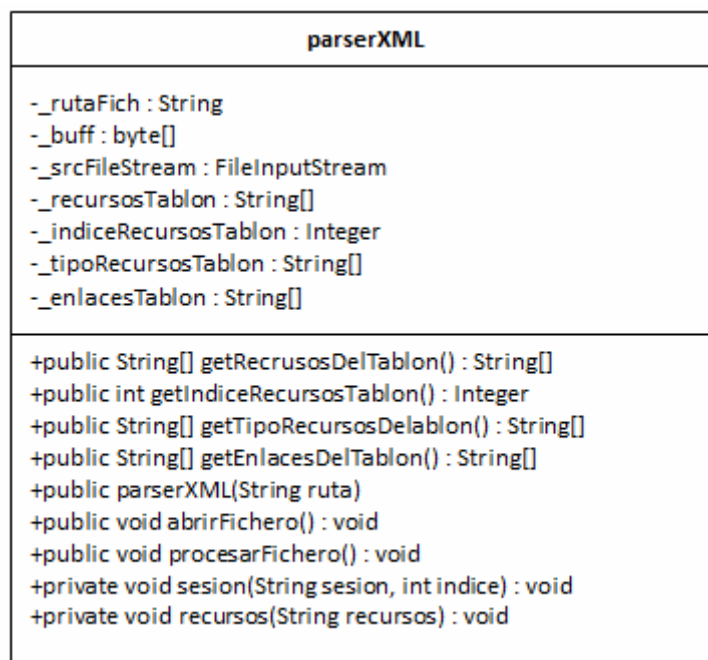 parserXML
-_rutaFich : String
-_buff : byte[]
-_srcFileStream : FileInputStream
-_recursosTablon : String[]
-_indiceRecursosTablon : Integer
-_tipoRecursosTablon : String[]
-_enlacesTablon : String[]
+public String[] getRecrusosDelTablon() : String[]
+public int getIndiceRecursosTablon() : Integer
+public String[] getTipoRecursosDelablon() : String[]
+public String[] getEnlacesDelTablon() : String[]
+public parserXML(String ruta)
+public void abrirFichero() : void
+public void procesarFichero() : void
+private void sesion(String sesion, int indice) : void
+private void recursos(String recursos) : void